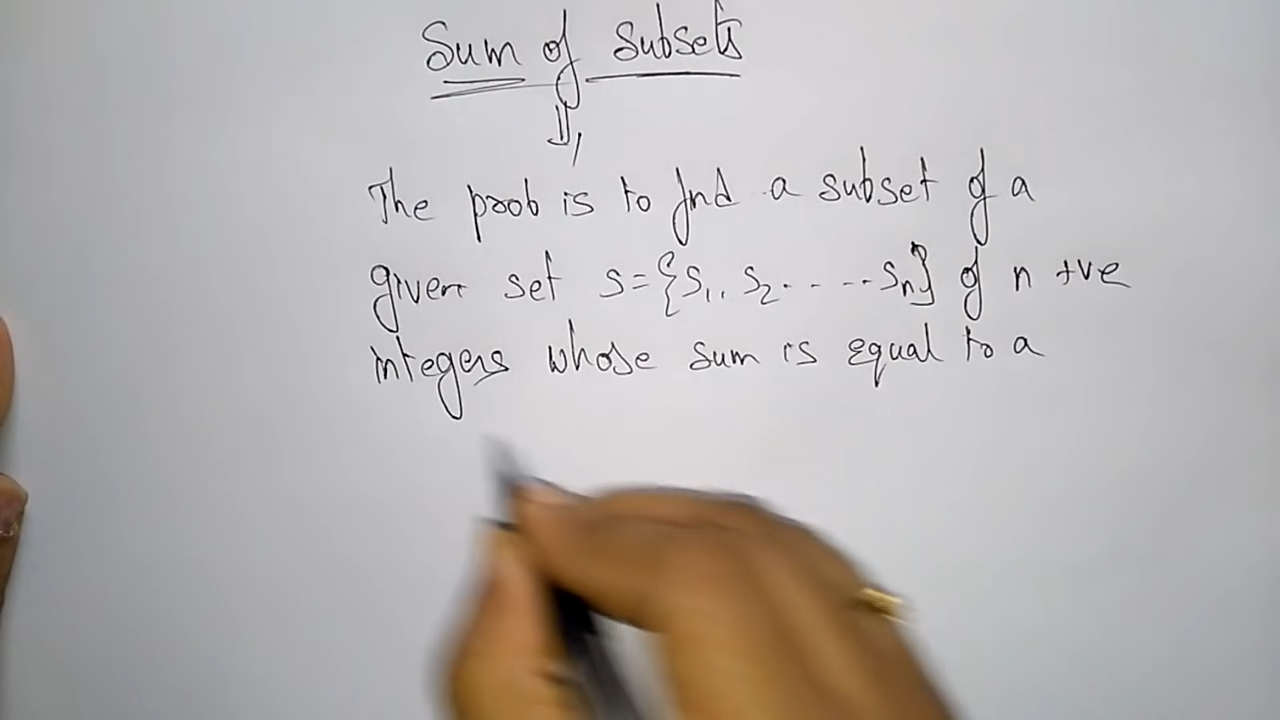 Sum of Subsets
The prob is to find a subset of a
given set s={s1, s2.....sn} of n +ve
integers whose sum is equal to a